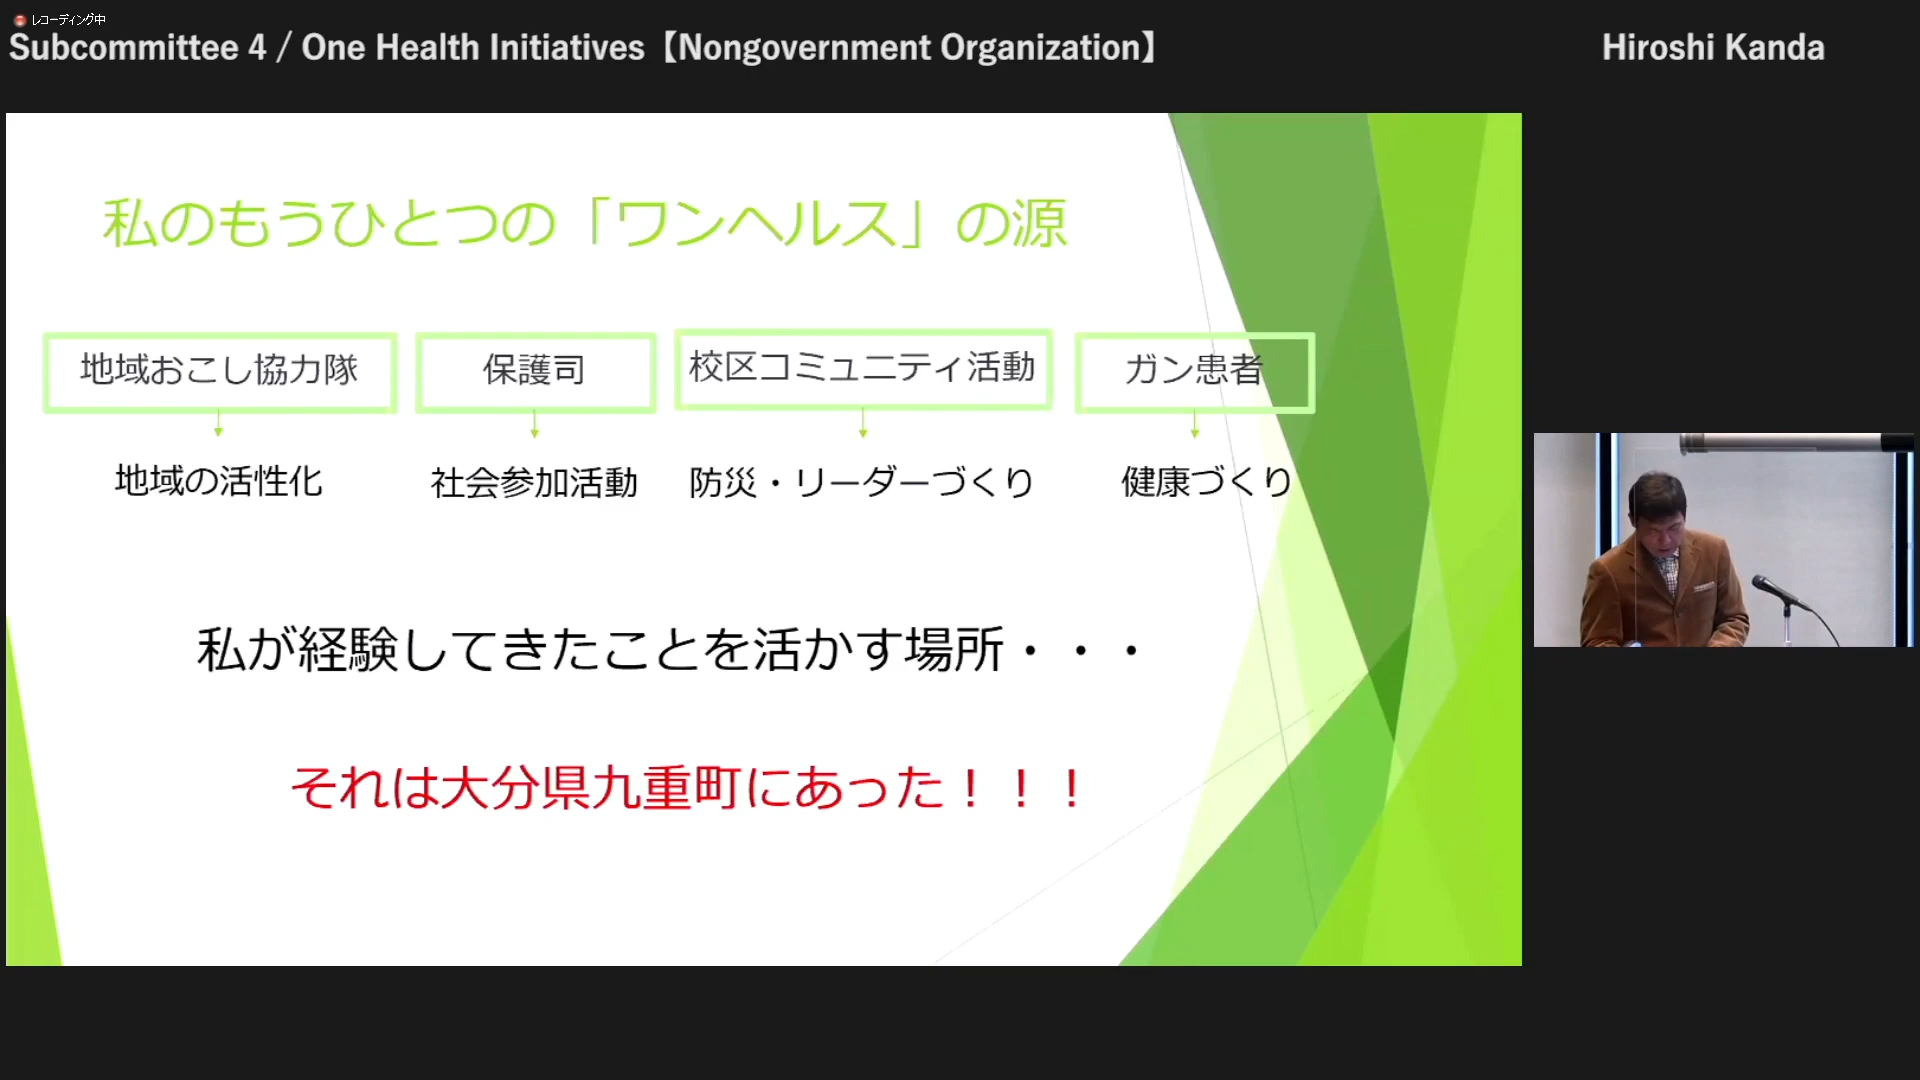 レコーディング中
Subcommittee 4 / One Health Initiatives【Nongovernment Organization】
Hiroshi Kanda
私のもうひとつの「ワンヘルス」の源
地域おこし協力隊
保護司
校区コミュニティ活動
ガン患者
地域の活性化
社会参加活動
防災・リーダーづくり
健康づくり
私が経験してきたことを活かす場所・・・
それは大分県九重町にあった！！！